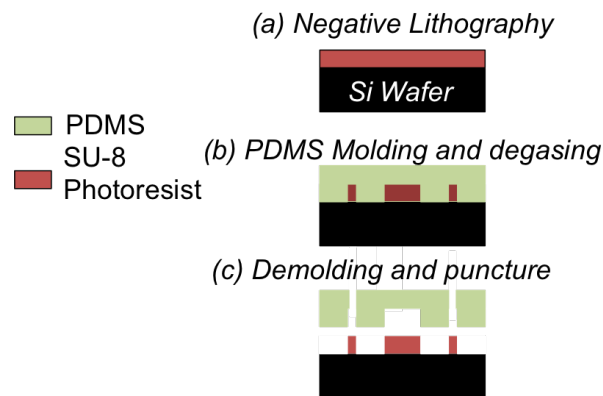 (a) Negative Lithography
Si Wafer
PDMS
SU-8
Photoresist
(b) PDMS Molding and degasing
(c) Demolding and puncture